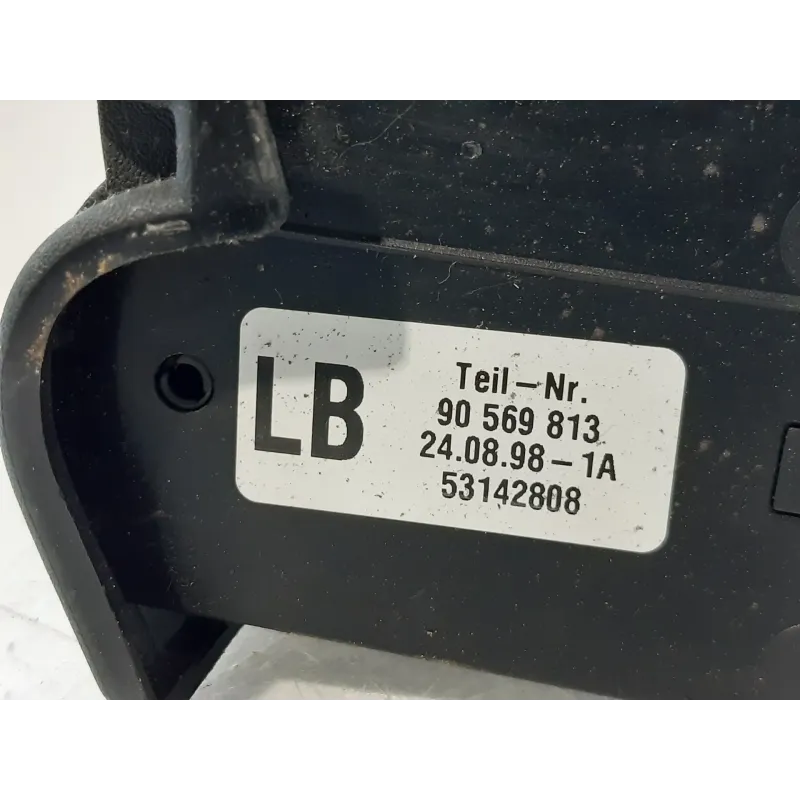 LB
Teil-Nr.
90 569 813
24.08.98-1A
53142808